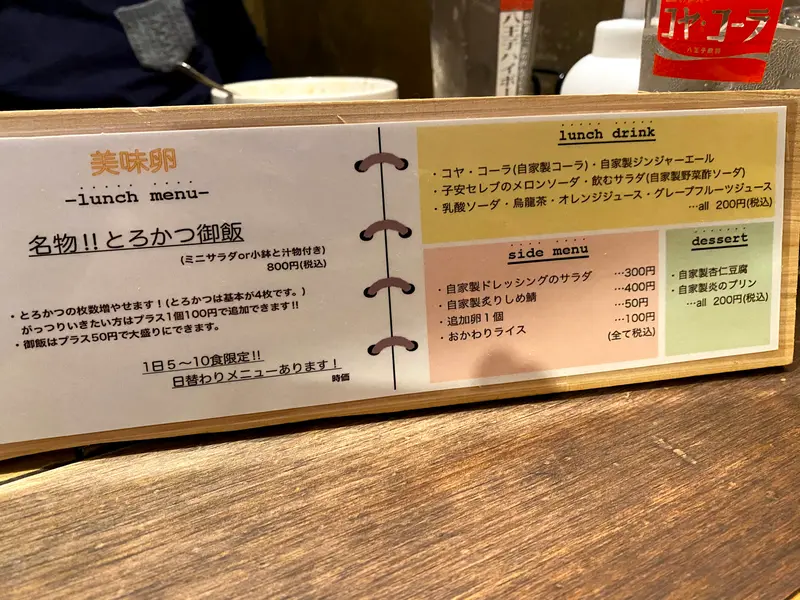 コヤ・コーラ
八王子飲料
八王子ハイボー
美味卵
-lunch menu-
名物!!とろかつ御飯
(ミニサラダor小鉢と汁物付き)
800円(税込)
・とろかつの枚数増やせます!(とろかつは基本が4枚です。)
がっつりいきたい方はプラス1個100円で追加できます!!
・御飯はプラス50円で大盛りにできます。
1日5〜10食限定!!
日替わりメニューあります!
時価
lunch drink
・コヤ・コーラ(自家製コーラ)・自家製ジンジャーエール
・子安セレブのメロンソーダ・飲むサラダ(自家製野菜酢ソーダ)
・乳酸ソーダ・烏龍茶・オレンジジュース・グレープフルーツジュース
…all 200円(税込)
side menu
・自家製ドレッシングのサラダ …300円
・自家製炙りしめ鯖 …400円
・追加卵1個 …50円
・おかわりライス …100円
(全て税込)
dessert
・自家製杏仁豆腐
・自家製炎のプリン
…all 200円(税込)